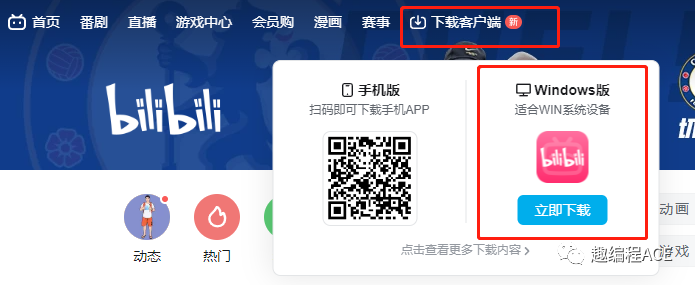 首页 番剧 直播 游戏中心 会员购 漫画 赛事 下载客户端 新
bilibili
手机版
扫码即可下载手机APP
Windows版
适合WIN系统设备
bilibili
立即下载
点击查看更多下载内容 >
动态
热门
动画
游戏
趣编程ACE